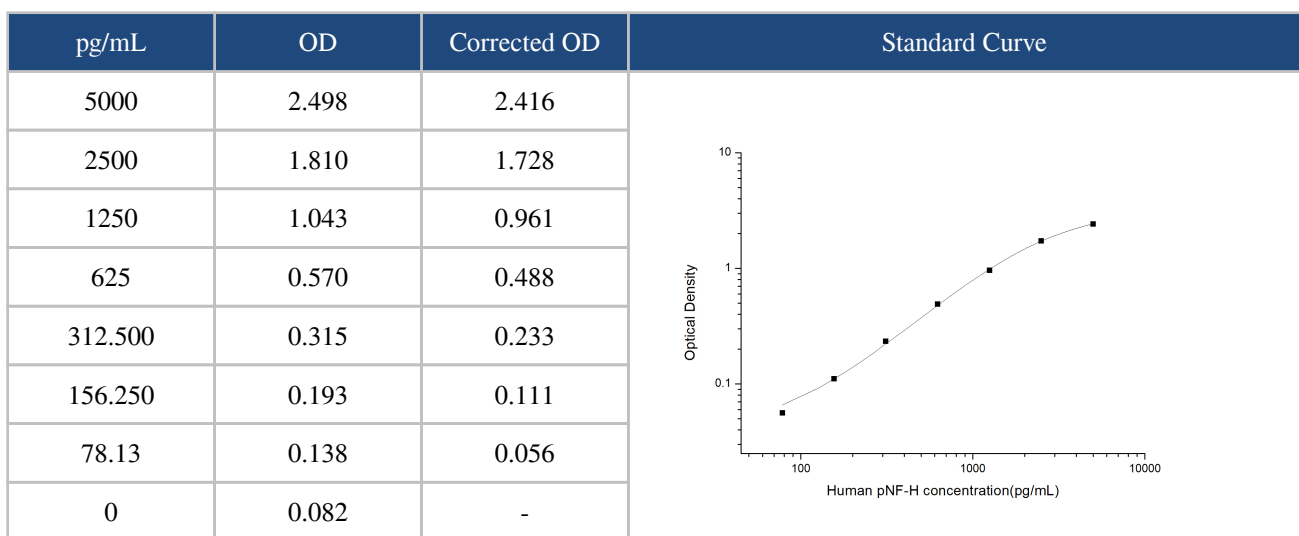 pg/mL OD Corrected OD Standard Curve
5000 2.498 2.416
2500 1.810 1.728
1250 1.043 0.961
625 0.570 0.488
312.500 0.315 0.233
156.250 0.193 0.111
78.13 0.138 0.056
0 0.082 -
10
1
0.1
Optical Density
100 1000 10000
Human pNF-H concentration(pg/mL)